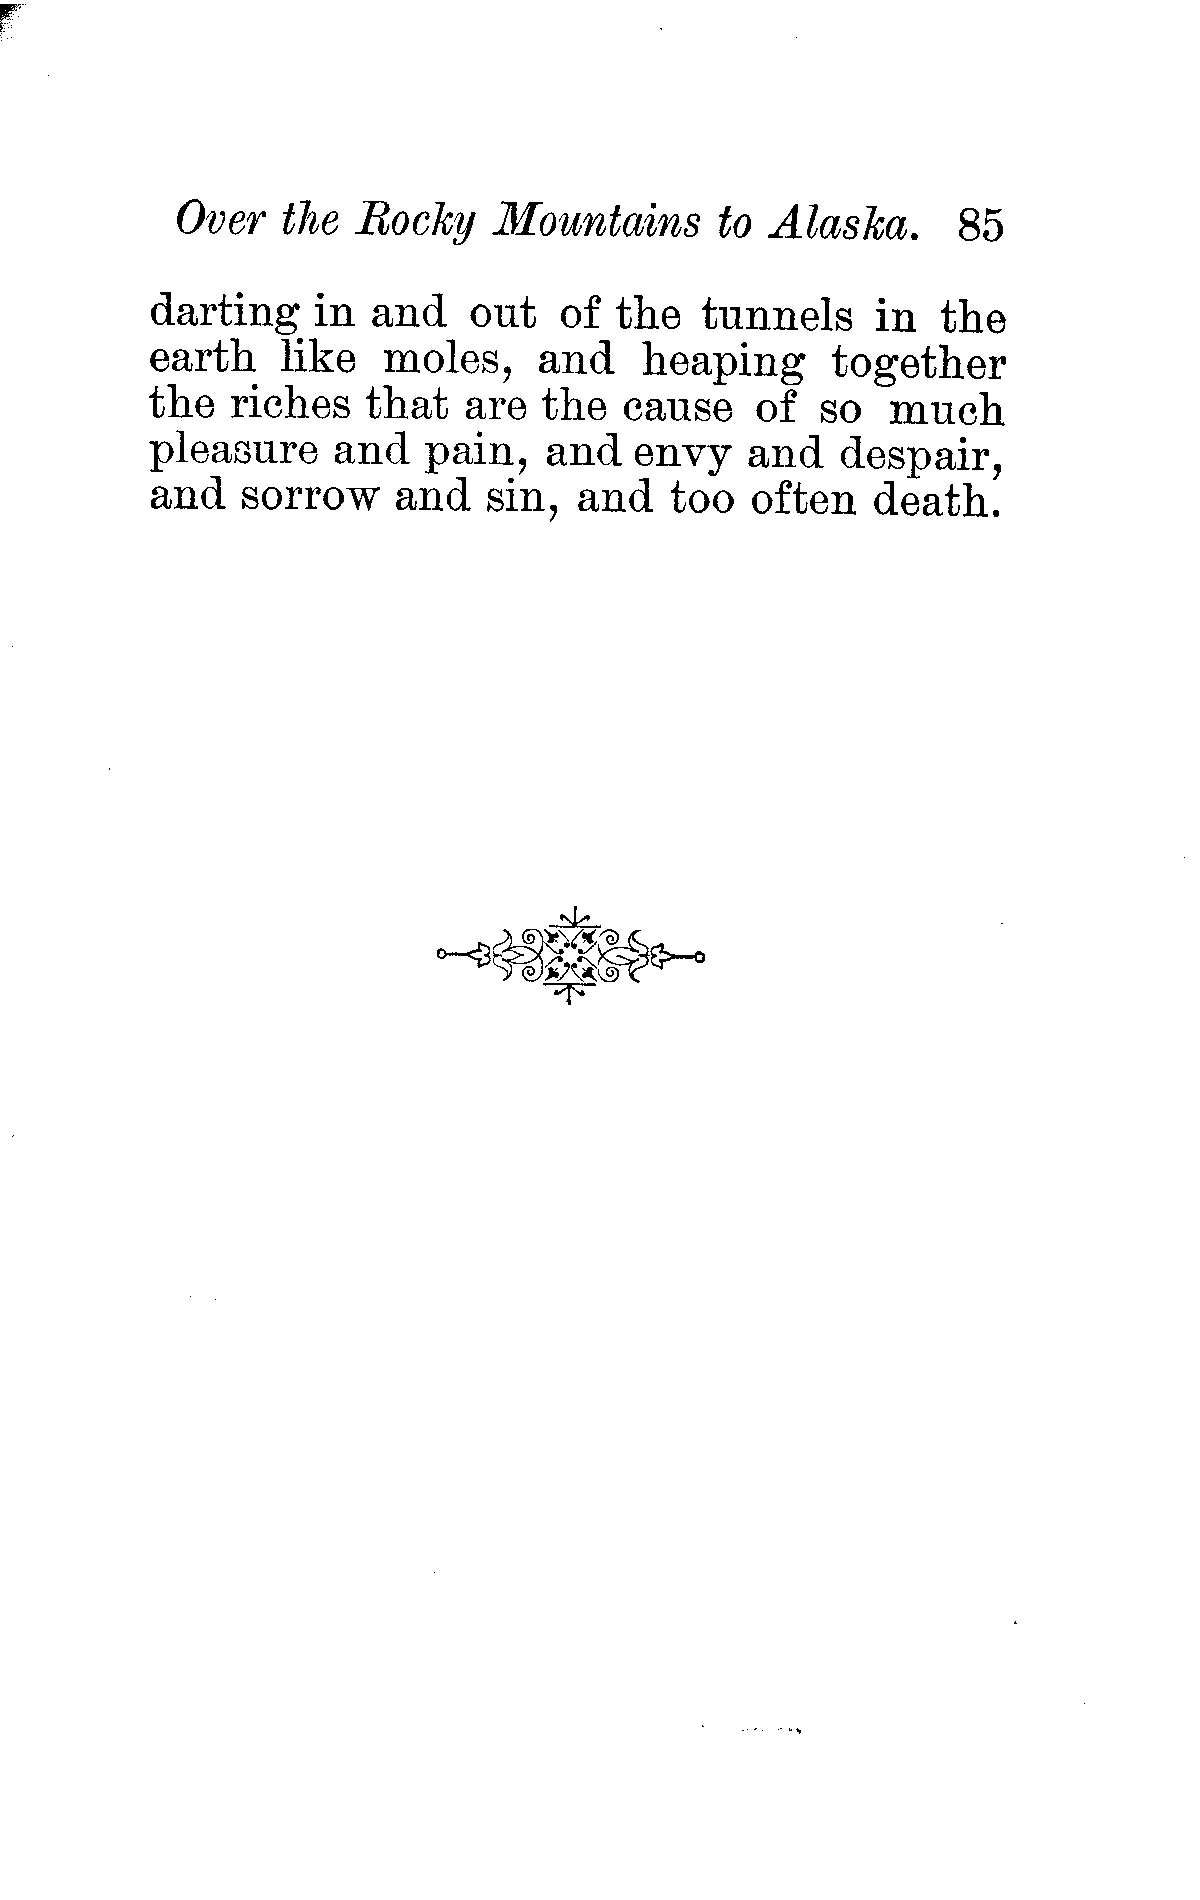 Over the Rocky Mountains to Alaska. 85
darting in and out of the tunnels in the
earth like moles, and heaping together
the riches that are the cause of so much
pleasure and pain, and envy and despair,
and sorrow and sin, and too often death.